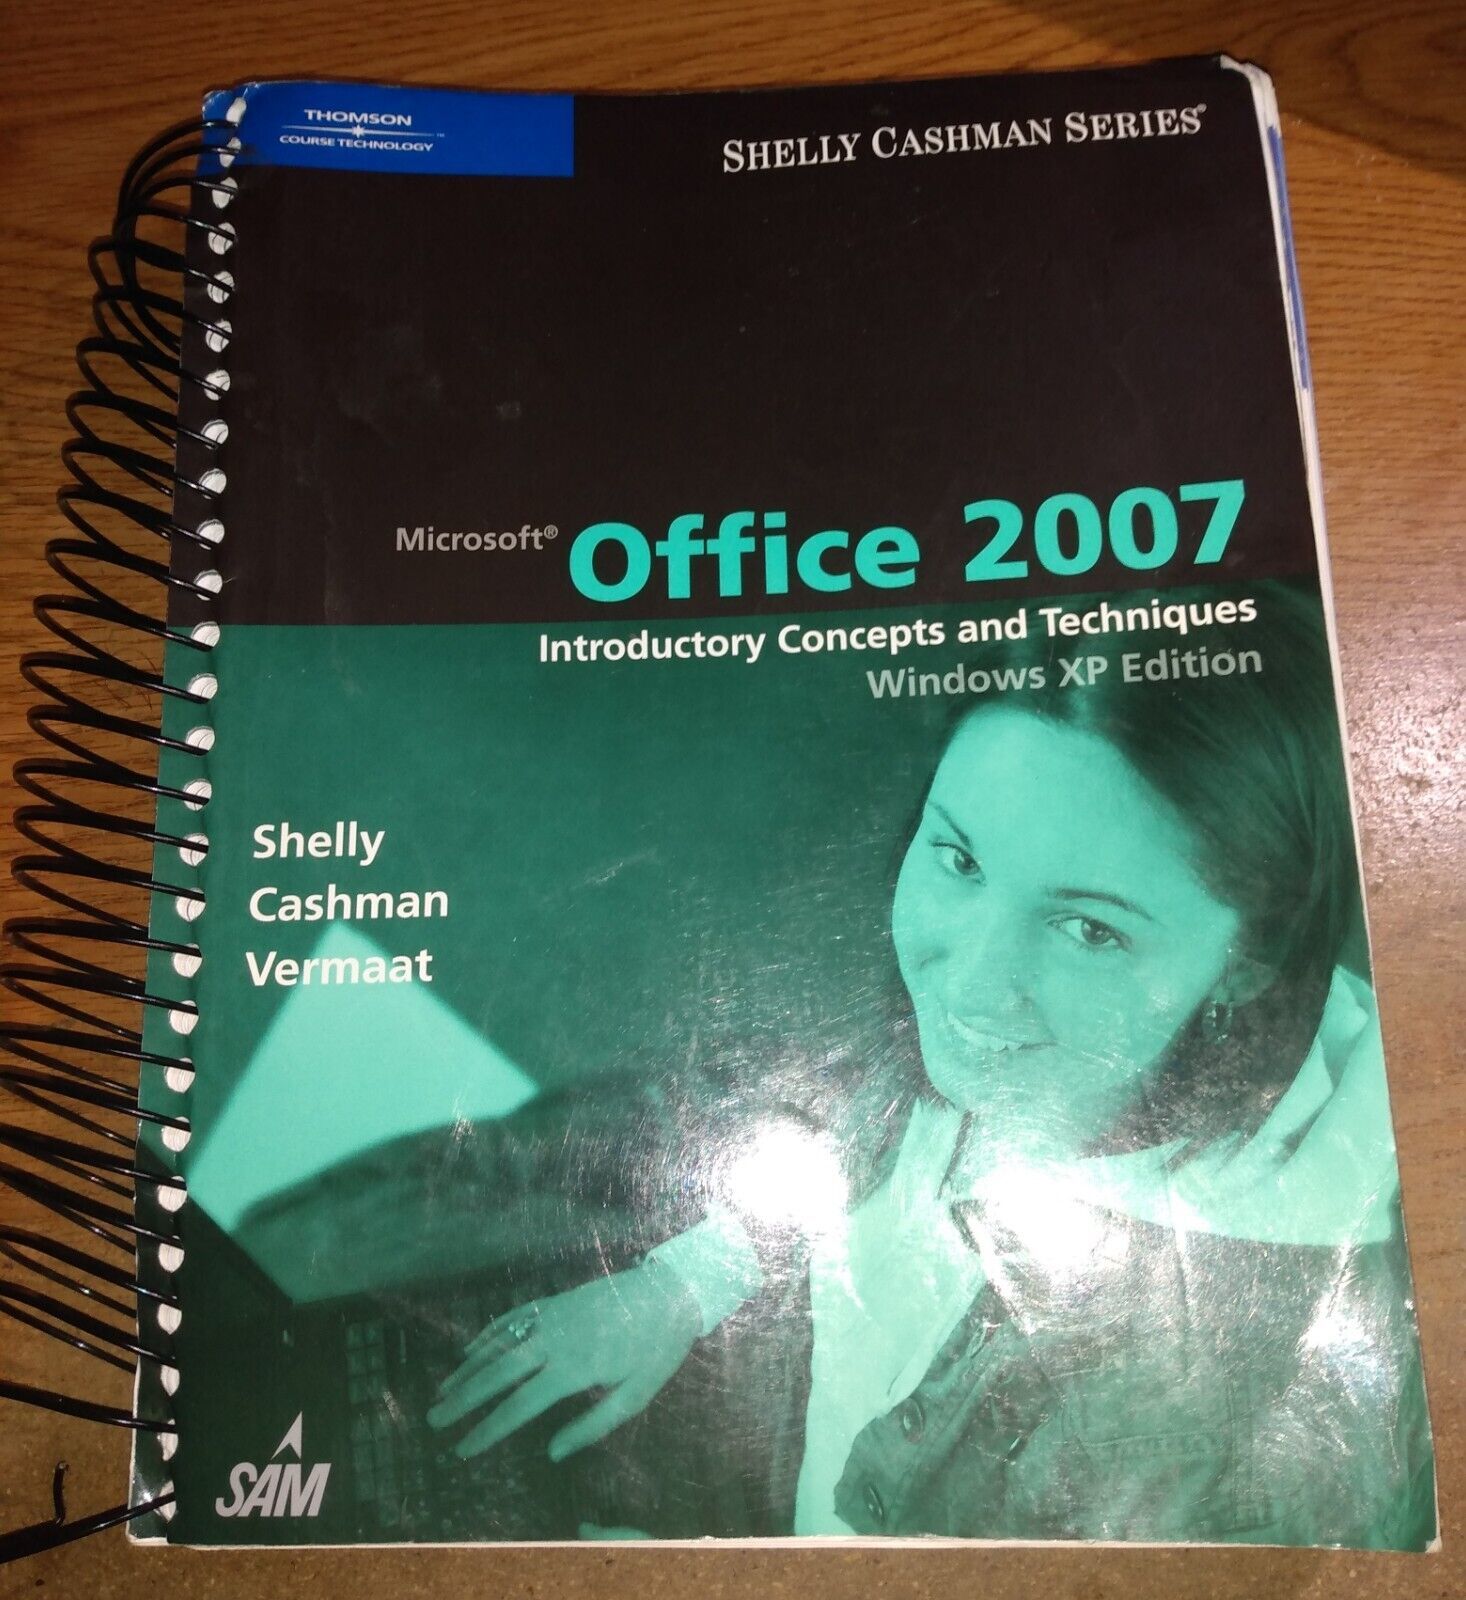 THOMSON
COURSE TECHNOLOGY™
SHELLY CASHMAN SERIES®
Microsoft® Office 2007
Introductory Concepts and Techniques
Windows XP Edition
Shelly
Cashman
Vermaat
SAM